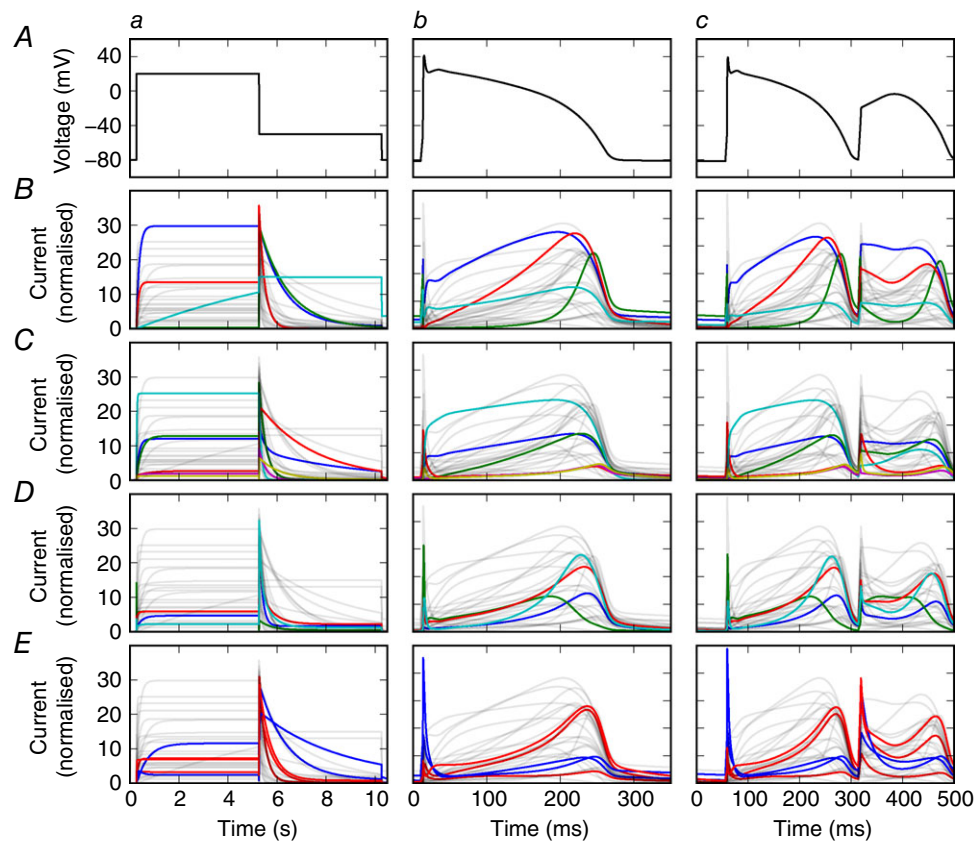 a b c
A
Voltage (mV)
40
0
−40
−80
B
Current
(normalised)
30
20
10
0
C
Current
(normalised)
30
20
10
0
D
Current
(normalised)
30
20
10
0
E
Current
(normalised)
30
20
10
0
0 2 4 6 8 10 0 100 200 300 0 100 200 300 400 500
Time (s) Time (ms) Time (ms)